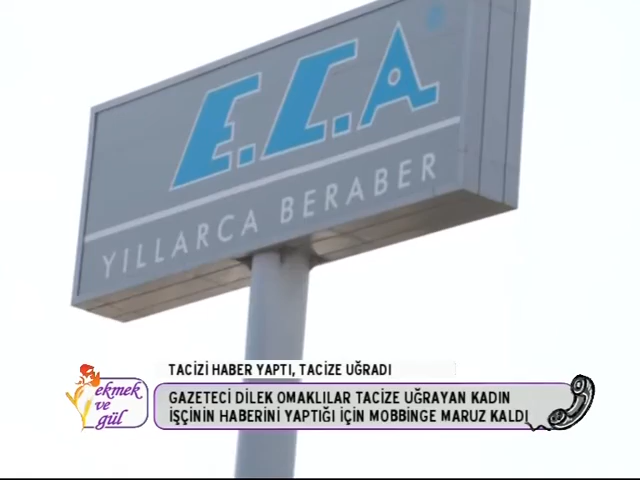 E.C.A
YILLARCA BERABER
TACİZİ HABER YAPTI, TACİZE UĞRADI
ekmek
ve
gül
GAZETECİ DİLEK OMAKLILAR TACİZE UĞRAYAN KADIN
İŞÇİNİN HABERİNİ YAPTIĞI İÇİN MOBBİNGE MARUZ KALDI